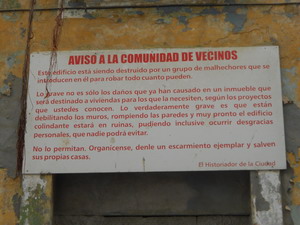 AVISO A LA COMUNIDAD DE VECINOS
Este edificio está siendo destruido por un grupo de malhechores que se
introducen en él para robar todo cuanto pueden.
Lo grave no es sólo los daños que ya han causado en un inmueble que
será destinado a viviendas para los que la necesiten, según los proyectos
que ustedes conocen. Lo verdaderamente grave es que están
debilitando los muros, rompiendo las paredes y muy pronto el edificio
colindante estará en ruinas, pudiendo inclusive ocurrir desgracias
personales, que nadie podrá evitar.
No lo permitan. Organícense, denle un escarmiento ejemplar y salven
sus propias casas.
El Historiador de la Ciudad